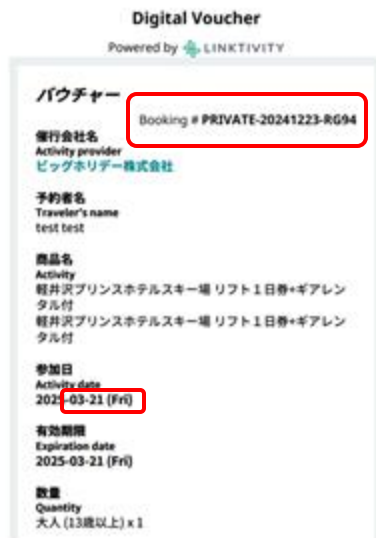 Digital Voucher
Powered by LINKTIVITY
バウチャー
Booking # PRIVATE-20241223-RG94
催行会社名
Activity provider
ビッグホリデー株式会社
予約者名
Traveler's name
test test
商品名
Activity
軽井沢プリンスホテルスキー場 リフト１日券+ギアレン
タル付
軽井沢プリンスホテルスキー場 リフト１日券+ギアレン
タル付
参加日
Activity date
2025-03-21 (Fri)
有効期限
Expiration date
2025-03-21 (Fri)
数量
Quantity
大人 (13歳以上) x 1